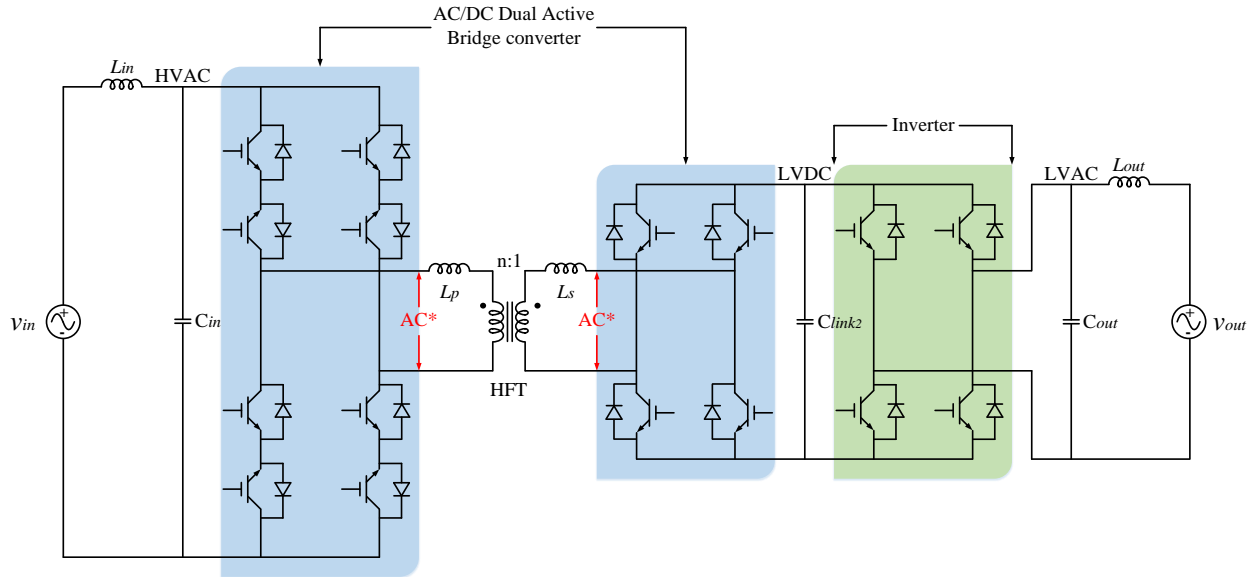 AC/DC Dual Active
Bridge converter
Lin
HVAC
Inverter
LVDC
LVAC
Lout
n:1
Lp
Ls
vin
+
-
Cin
AC*
AC*
Clink2
Cout
+
-
vout
HFT